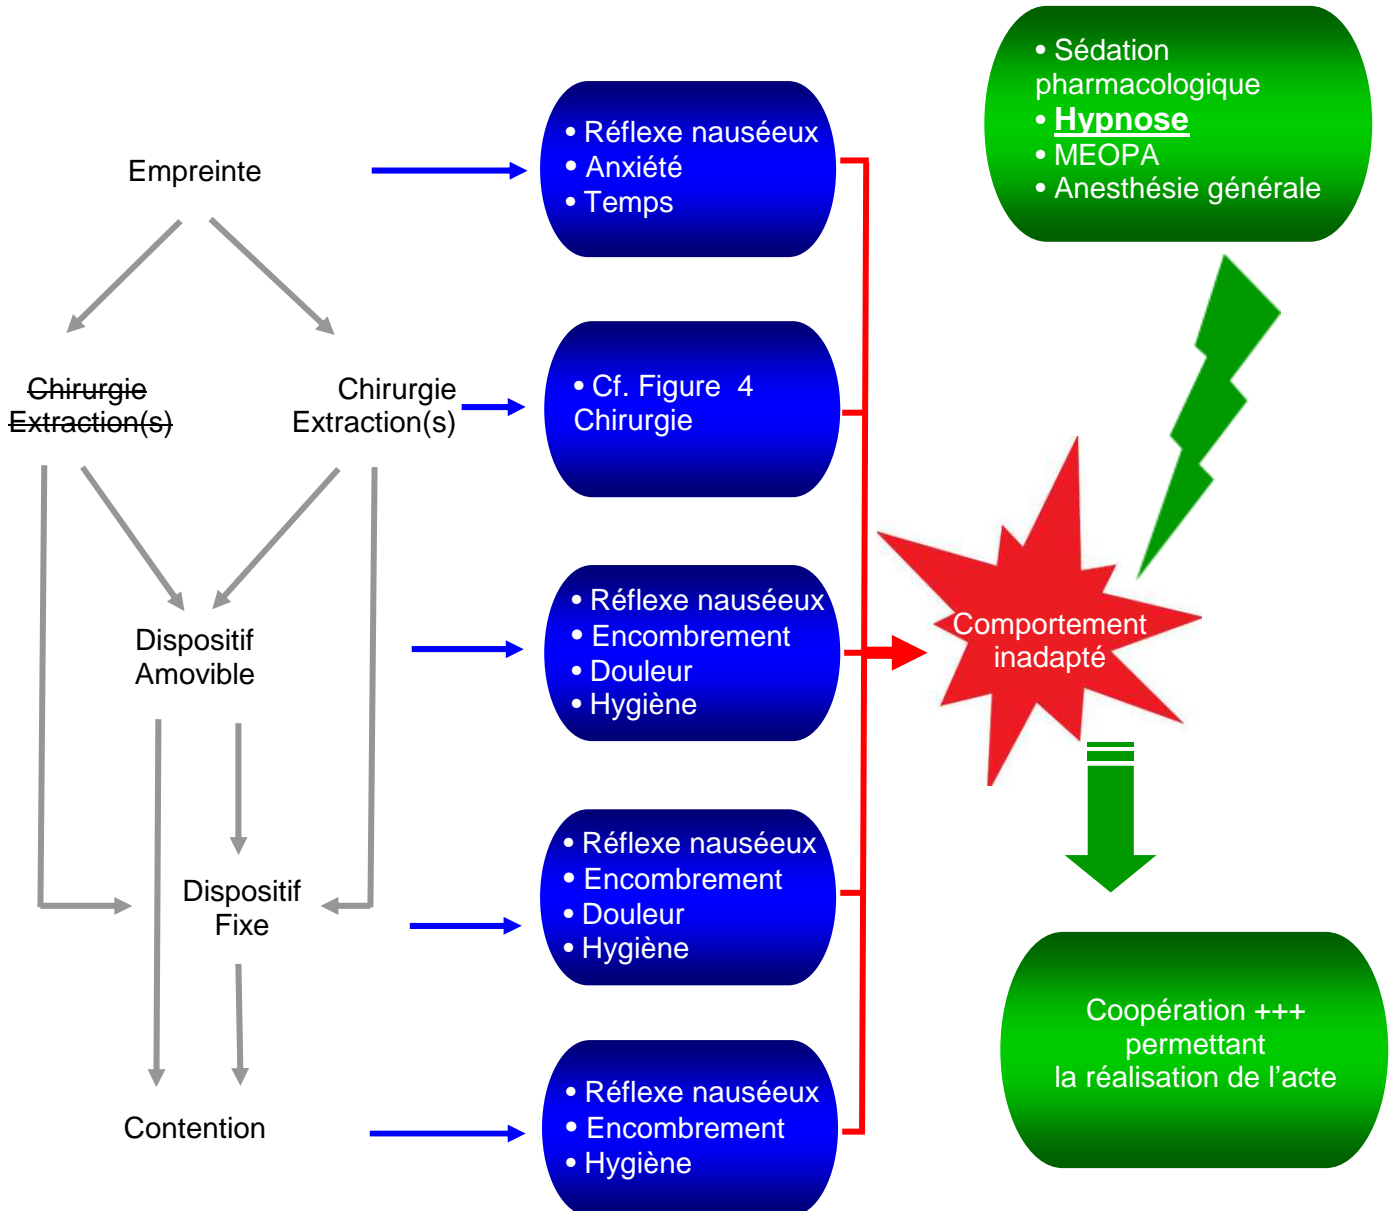 • Sédation
pharmacologique
• Hypnose
• MEOPA
• Anesthésie générale
Empreinte
• Réflexe nauséeux
• Anxiété
• Temps
Chirurgie
Extraction(s)
Chirurgie
Extraction(s)
• Cf. Figure 4
Chirurgie
Dispositif
Amovible
• Réflexe nauséeux
• Encombrement
• Douleur
• Hygiène
Comportement
inadapté
Dispositif
Fixe
• Réflexe nauséeux
• Encombrement
• Douleur
• Hygiène
Contention
• Réflexe nauséeux
• Encombrement
• Hygiène
Coopération +++
permettant
la réalisation de l’acte